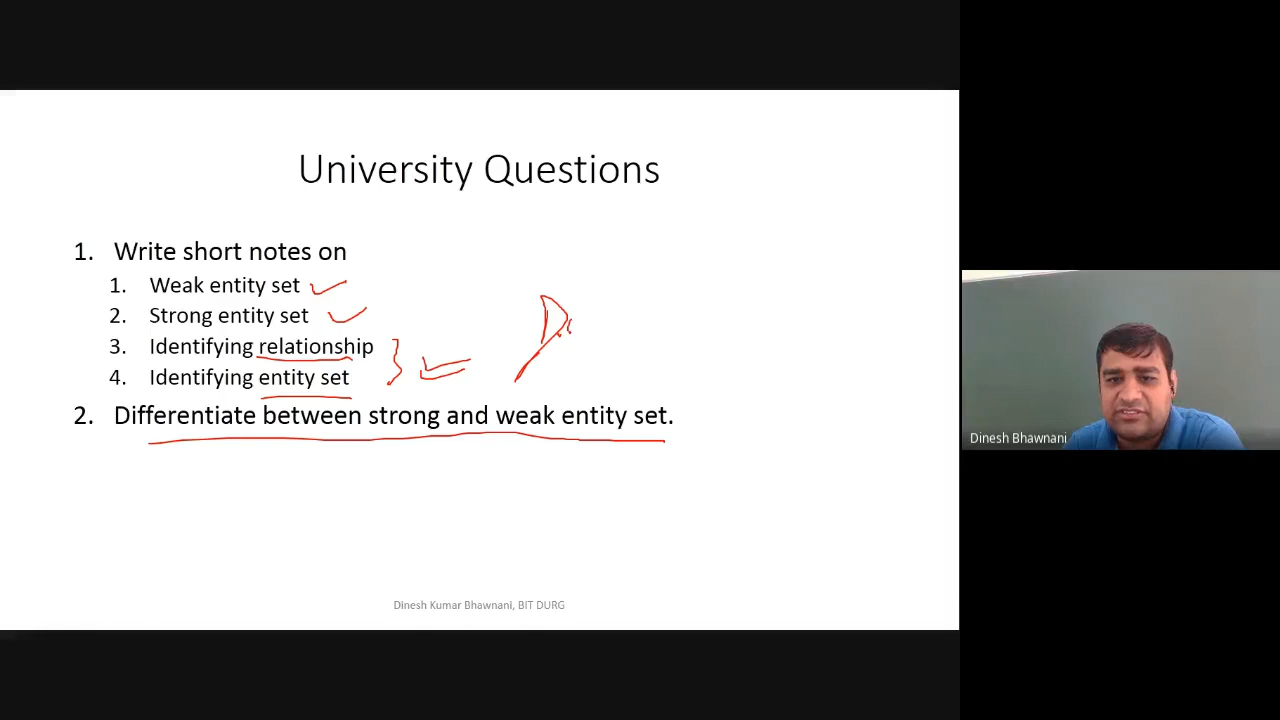 University Questions
1. Write short notes on
1. Weak entity set
2. Strong entity set
3. Identifying relationship
4. Identifying entity set
2. Differentiate between strong and weak entity set.
Dinesh Kumar Bhawnani, BIT DURG
Dinesh Bhawnani